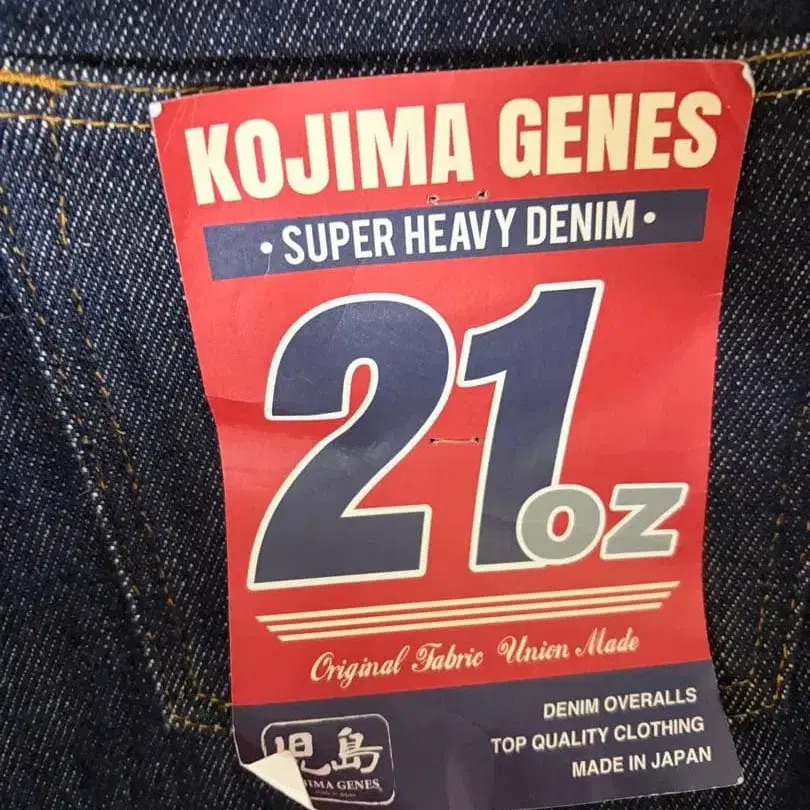 KOJIMA GENES
• SUPER HEAVY DENIM •
21oz
Original Fabric Union Made
DENIM OVERALLS
TOP QUALITY CLOTHING
MADE IN JAPAN
児島
GENES